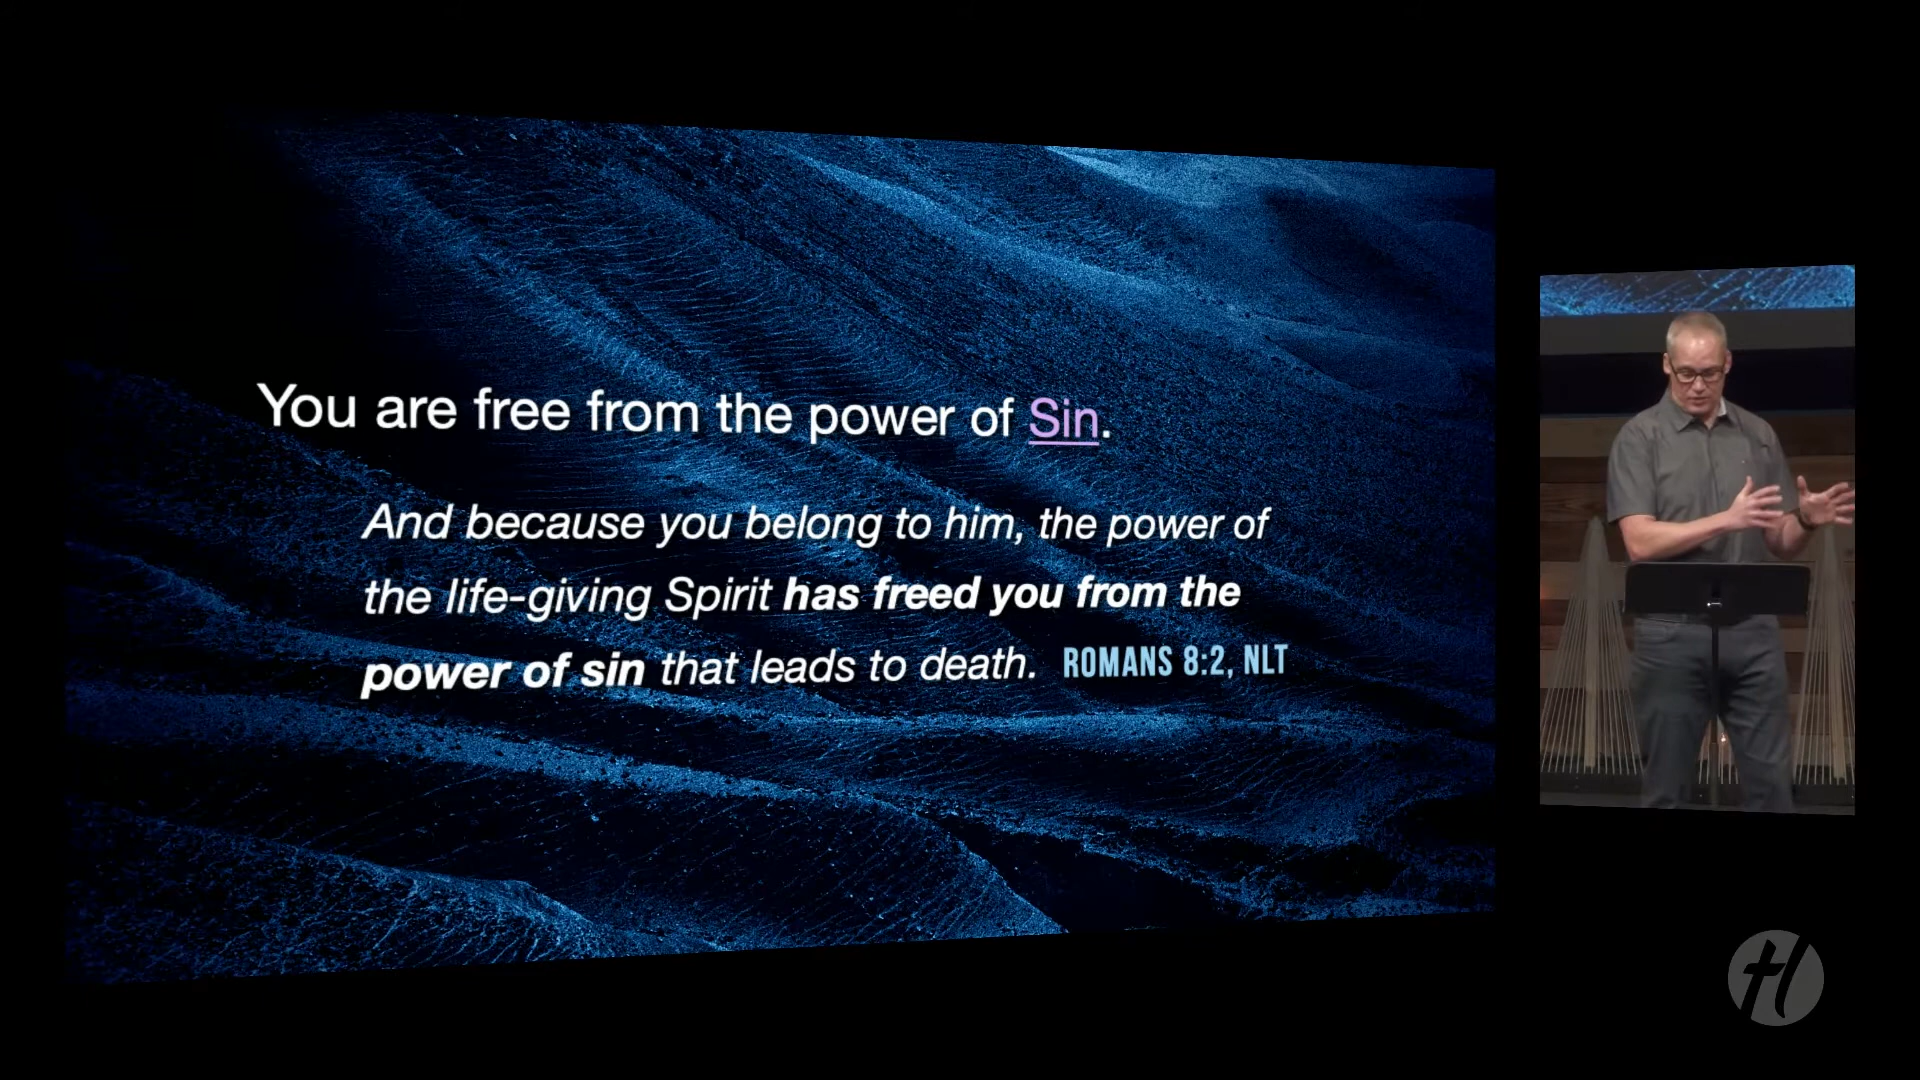 You are free from the power of Sin.
And because you belong to him, the power of
the life-giving Spirit has freed you from the
power of sin that leads to death. ROMANS 8:2, NLT